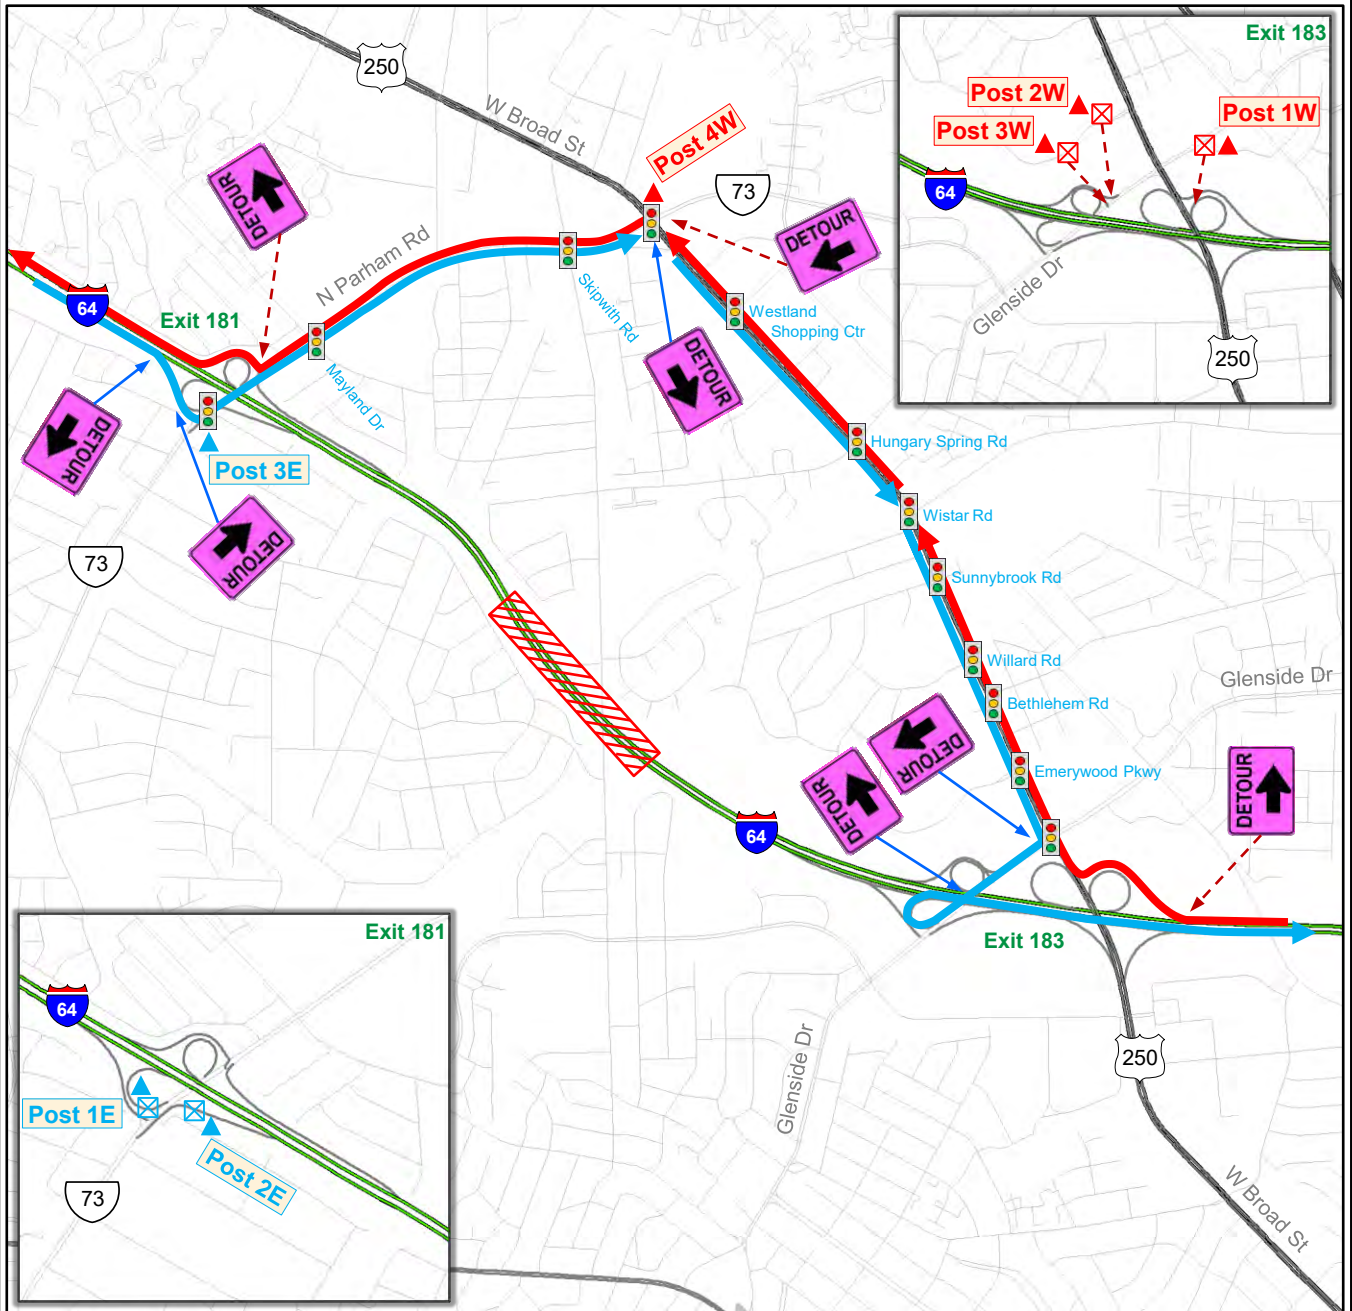 250
W Broad St
Post 4W
73
DETOUR
DETOUR
N Parham Rd
Skipwith Rd
64
Exit 181
Westland
Shopping Ctr
Mayland Dr
DETOUR
DETOUR
Post 3E
Hungary Spring Rd
Wistar Rd
DETOUR
73
Sunnybrook Rd
Willard Rd
Glenside Dr
Bethlehem Rd
DETOUR
DETOUR
Emerywood Pkwy
DETOUR
64
Exit 183
Glenside Dr
250
W Broad St
Exit 183
Post 2W
Post 1W
Post 3W
64
Glenside Dr
250
Exit 181
64
Post 1E
Post 2E
73